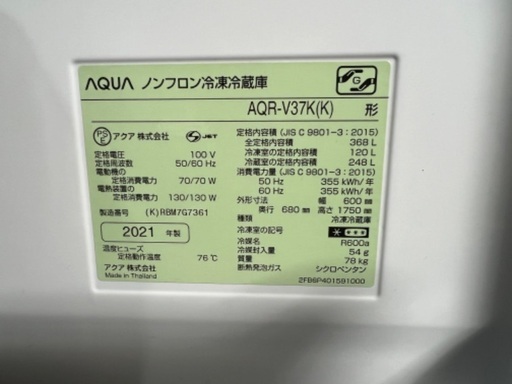 AQUA ノンフロン冷凍冷蔵庫
G
AQR-V37K(K) 形
PSE アクア 株式会社 JET
定格電圧 100 V
定格周波数 50/60 Hz
電動機の
定格消費電力 70/70 W
電熱装置の
定格消費電力 130/130 W
製造番号 (K)RBM7G7361
2021 年製
温度ヒューズ
定格動作温度 76℃
アクア 株式会社
Made in Thailand
定格内容積 (JIS C 9801-3 : 2015)
全定格内容積 368 L
冷凍室の定格内容積 120 L
冷蔵室の定格内容積 248 L
消費電力量 (JIS C 9801-3 : 2015)
50 Hz 355 kWh/年
60 Hz 355 kWh/年
外形寸法 幅 600 mm
奥行 680 mm 高さ 1750 mm
冷凍室の種類
冷凍室の記号
冷媒名 R600a
冷媒封入量 54 g
質量 78 kg
断熱発泡ガス シクロペンタン
2FB6P401591000